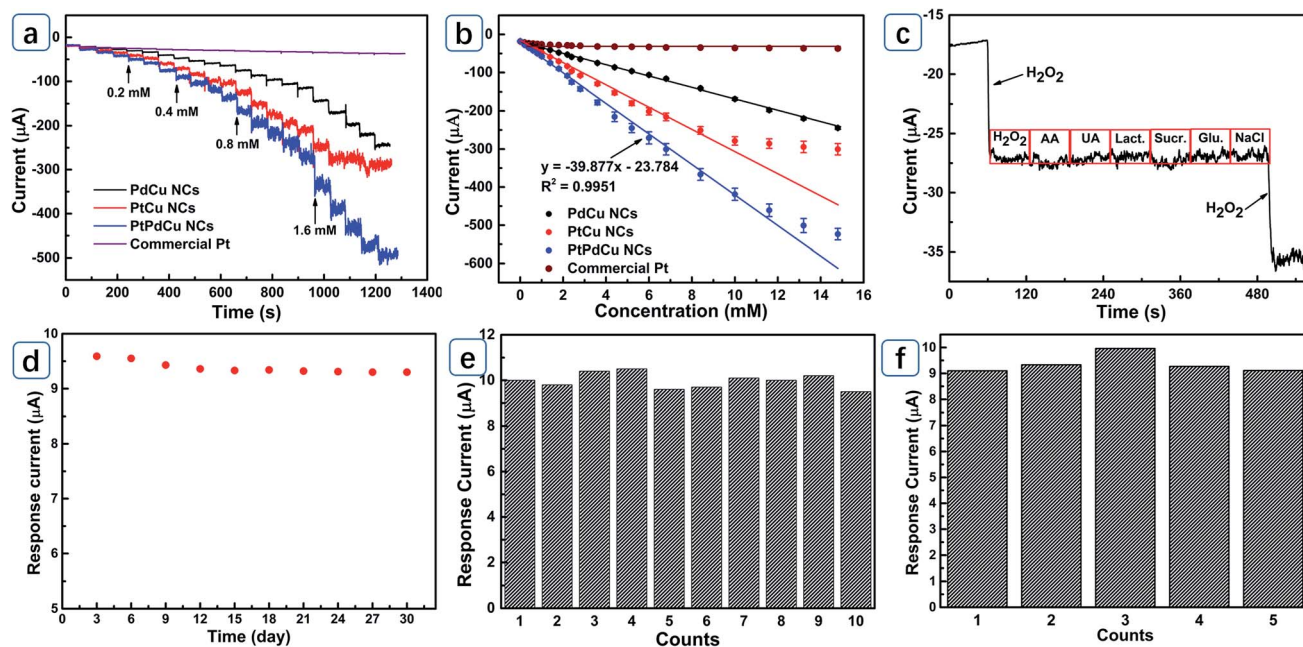 a
Current (μA)
-100
-200
-300
-400
-500
0.2 mM
0.4 mM
0.8 mM
1.6 mM
PdCu NCs
PtCu NCs
PtPdCu NCs
Commercial Pt
0 200 400 600 800 1000 1200 1400
Time (s)
b
Current (μA)
-100
-200
-300
-400
-500
-600
y = -39.877x - 23.784
R² = 0.9951
PdCu NCs
PtCu NCs
PtPdCu NCs
Commercial Pt
0 2 4 6 8 10 12 14 16
Concentration (mM)
c
Current (μA)
-15
-20
-25
-30
-35
H₂O₂
H₂O₂ AA UA Lact. Sucr. Glu. NaCl
H₂O₂
0 120 240 360 480
Time (s)
d
Response current (μA)
10
9
8
7
6
5
0 3 6 9 12 15 18 21 24 27 30
Time (day)
e
Response Current (μA)
12
10
8
6
4
2
0
1 2 3 4 5 6 7 8 9 10
Counts
f
Response Current (μA)
10
9
8
7
6
5
4
3
2
1
0
1 2 3 4 5
Counts